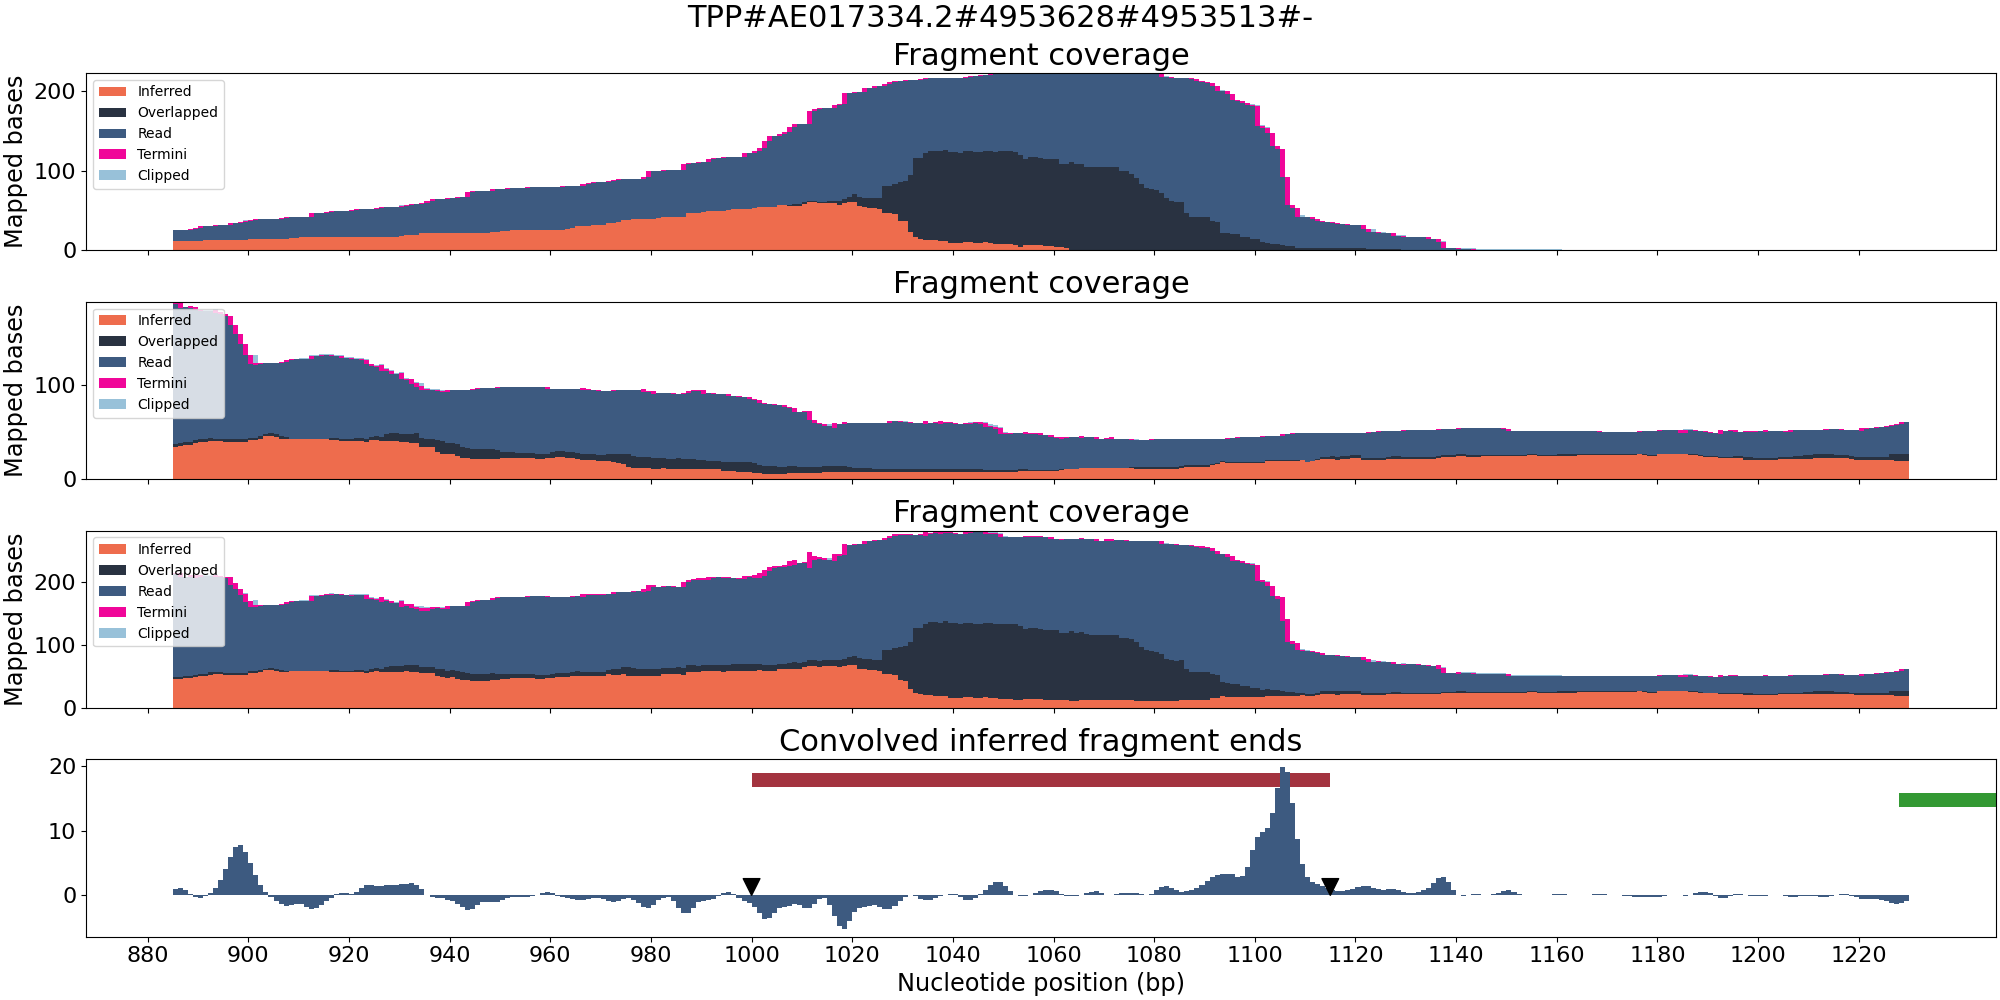 TPP#AE017334.2#4953628#4953513#-
Fragment coverage
Mapped bases
200
100
0
Inferred
Overlapped
Read
Termini
Clipped
Fragment coverage
Mapped bases
100
0
Inferred
Overlapped
Read
Termini
Clipped
Fragment coverage
Mapped bases
200
100
0
Inferred
Overlapped
Read
Termini
Clipped
Convolved inferred fragment ends
20
10
0
880 900 920 940 960 980 1000 1020 1040 1060 1080 1100 1120 1140 1160 1180 1200 1220
Nucleotide position (bp)